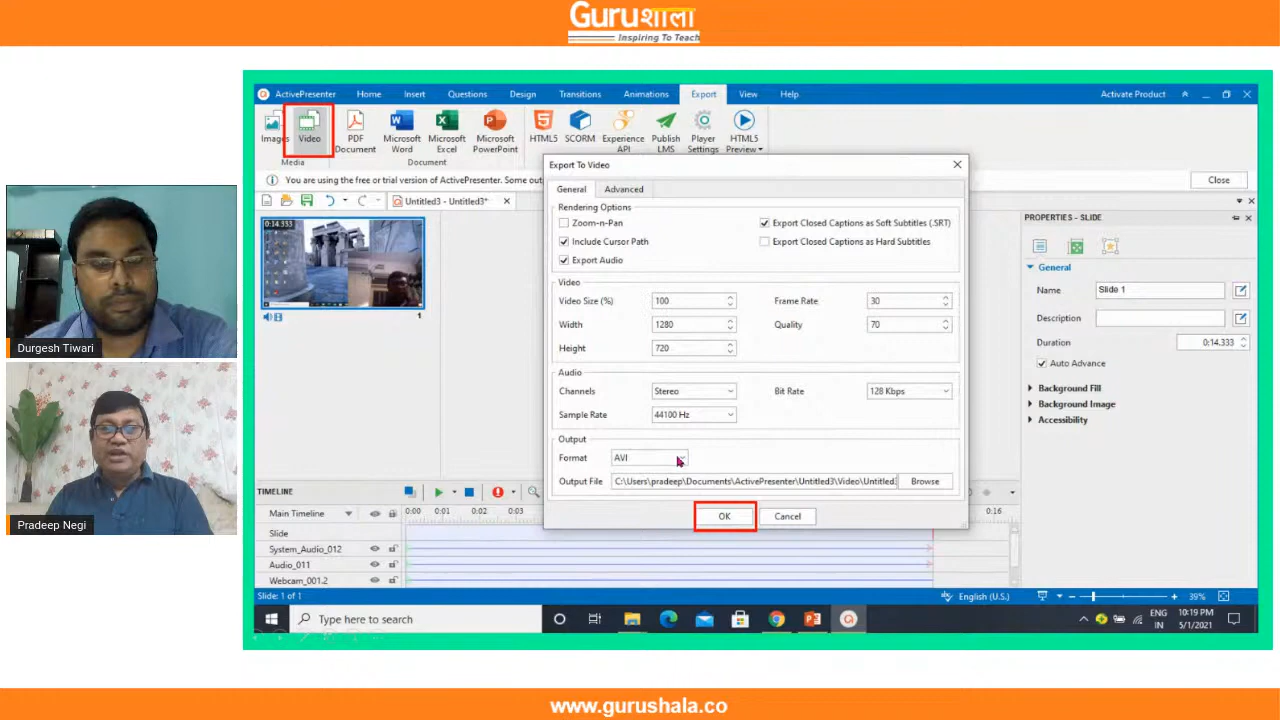 Guruशाला
Inspiring To Teach
ActivePresenter Home Insert Questions Design Transitions Animations Export View Help Activate Product
Images Video PDF Document Microsoft Word Microsoft Excel Microsoft PowerPoint HTML5 SCORM Experience API Publish LMS Player Settings HTML5 Preview
Media Document
You are using the free or trial version of ActivePresenter. Some out Close
Untitled3 - Untitled3*
0:14.333
1
Export To Video
General Advanced
Rendering Options
Zoom-n-Pan Export Closed Captions as Soft Subtitles (.SRT)
Include Cursor Path Export Closed Captions as Hard Subtitles
Export Audio
Video
Video Size (%) 100 Frame Rate 30
Width 1280 Quality 70
Height 720
Audio
Channels Stereo Bit Rate 128 Kbps
Sample Rate 44100 Hz
Output
Format AVI
Output File C:\Users\pradeep\Documents\ActivePresenter\Untitled3\Video\Untitled. Browse
OK Cancel
PROPERTIES - SLIDE
General
Name Slide 1
Description
Duration 0:14.333
Auto Advance
Background Fill
Background Image
Accessibility
Durgesh Tiwari
Pradeep Negi
TIMELINE
Main Timeline 0:00 0:01 0:02 0:03 0:16
Slide
System_Audio_012
Audio_011
Webcam_001.2
Slide: 1 of 1 English (U.S.) 39%
Type here to search
ENG 10:19 PM
IN 5/1/2021
www.gurushala.co